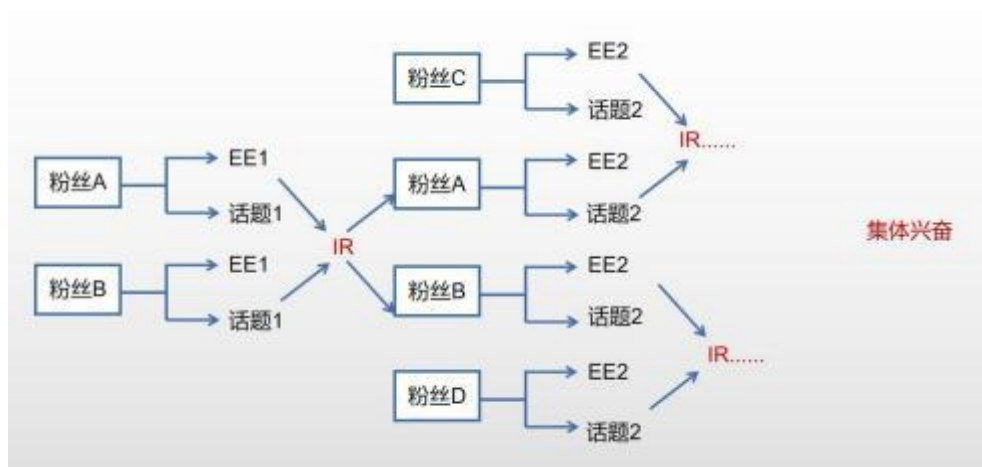 粉丝A
EE1
话题1
粉丝B
EE1
话题1
IR
粉丝C
EE2
话题2
粉丝A
EE2
话题2
IR......
粉丝B
EE2
话题2
粉丝D
EE2
话题2
IR......
集体兴奋